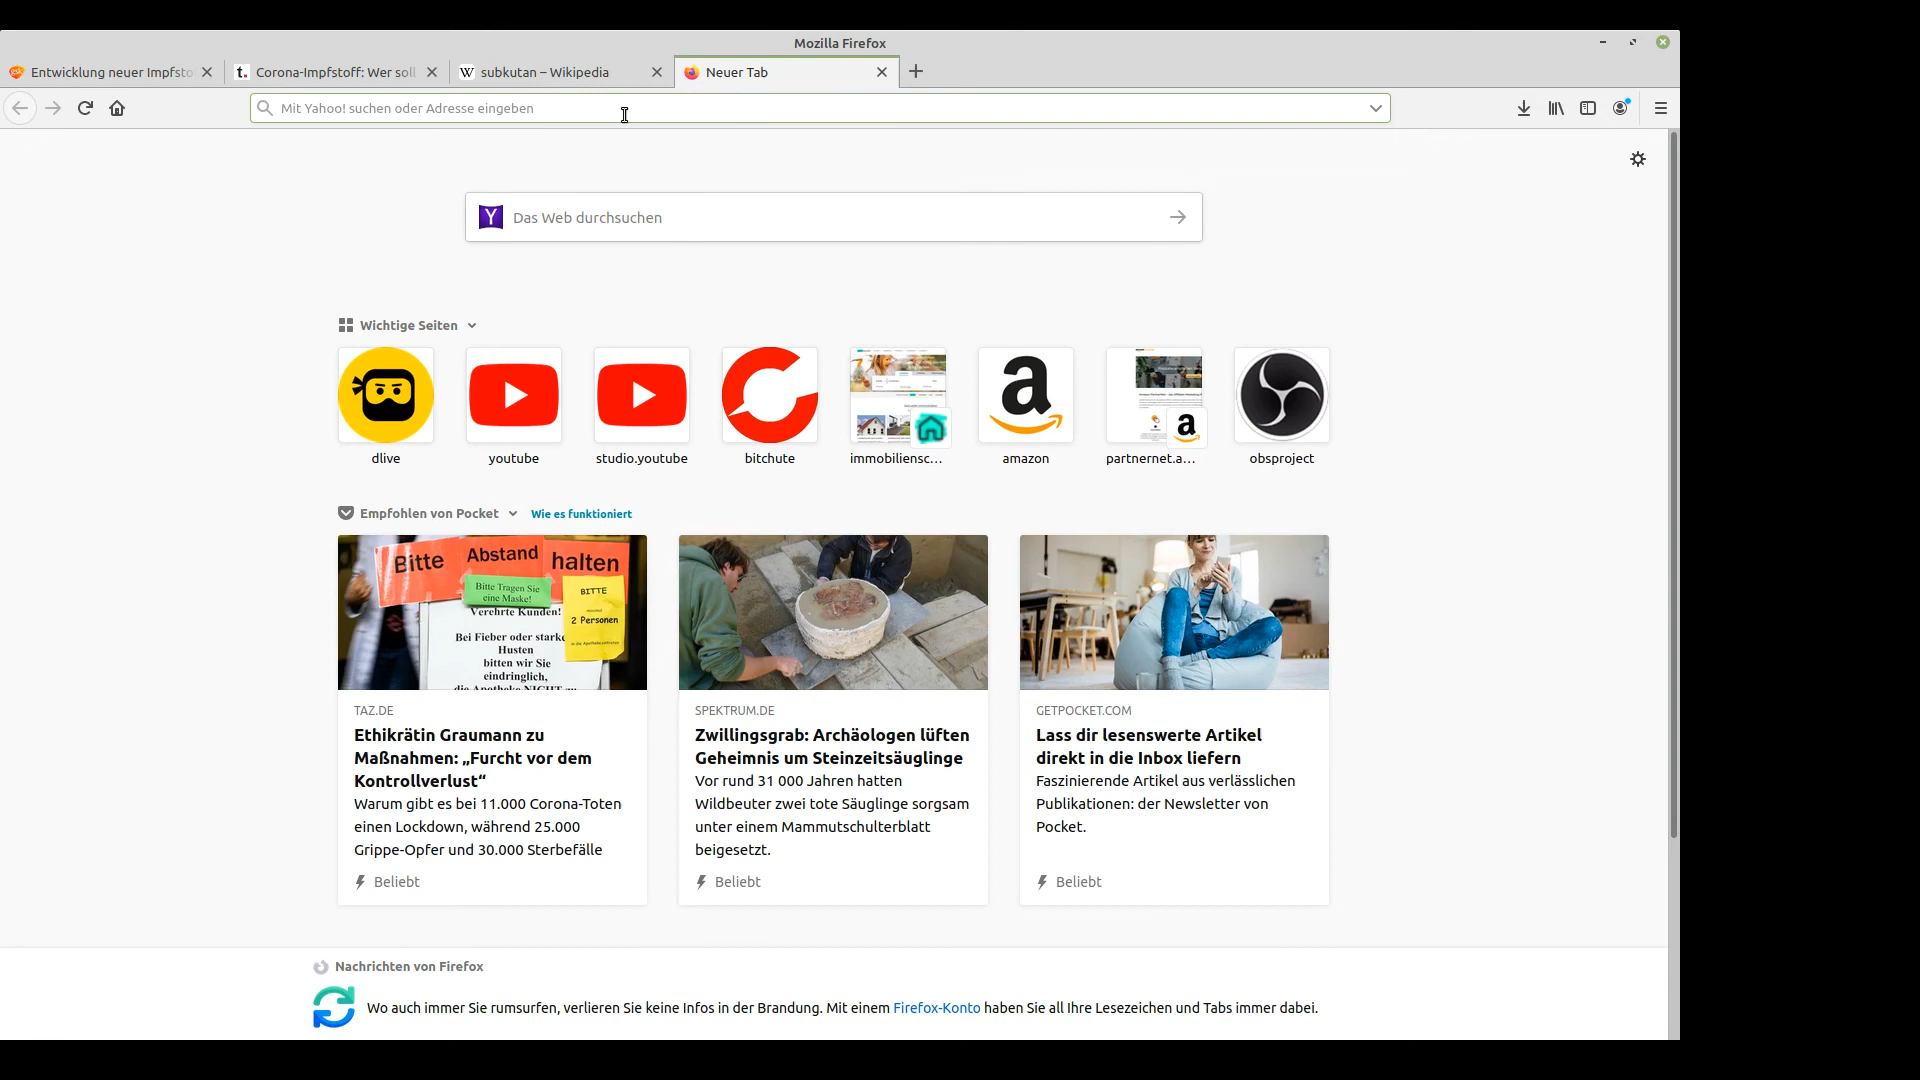 Mozilla Firefox
Entwicklung neuer Impfsto
t. Corona-Impfstoff: Wer soll
W subkutan – Wikipedia
Neuer Tab
Mit Yahoo! suchen oder Adresse eingeben
Y Das Web durchsuchen
Wichtige Seiten
dlive
youtube
studio.youtube
bitchute
immobiliensc…
amazon
partnernet.a…
obsproject
Empfohlen von Pocket
Wie es funktioniert
Bitte Abstand halten
Bitte Tragen Sie
eine Maske!
Verehrte Kunden!
Bei Fieber oder
Husten
bitten wir Sie
eindringlich,
die Apotheke NICHT
BITTE
2 Personen
TAZ.DE
Ethikrätin Graumann zu
Maßnahmen: „Furcht vor dem
Kontrollverlust“
Warum gibt es bei 11.000 Corona-Toten
einen Lockdown, während 25.000
Grippe-Opfer und 30.000 Sterbefälle
Beliebt
SPEKTRUM.DE
Zwillingsgrab: Archäologen lüften
Geheimnis um Steinzeitsäuglinge
Vor rund 31 000 Jahren hatten
Wildbeuter zwei tote Säuglinge sorgsam
unter einem Mammutschulterblatt
beigesetzt.
Beliebt
GETPOCKET.COM
Lass dir lesenswerte Artikel
direkt in die Inbox liefern
Faszinierende Artikel aus verlässlichen
Publikationen: der Newsletter von
Pocket.
Beliebt
Nachrichten von Firefox
Wo auch immer Sie rumsurfen, verlieren Sie keine Infos in der Brandung. Mit einem Firefox-Konto haben Sie all Ihre Lesezeichen und Tabs immer dabei.